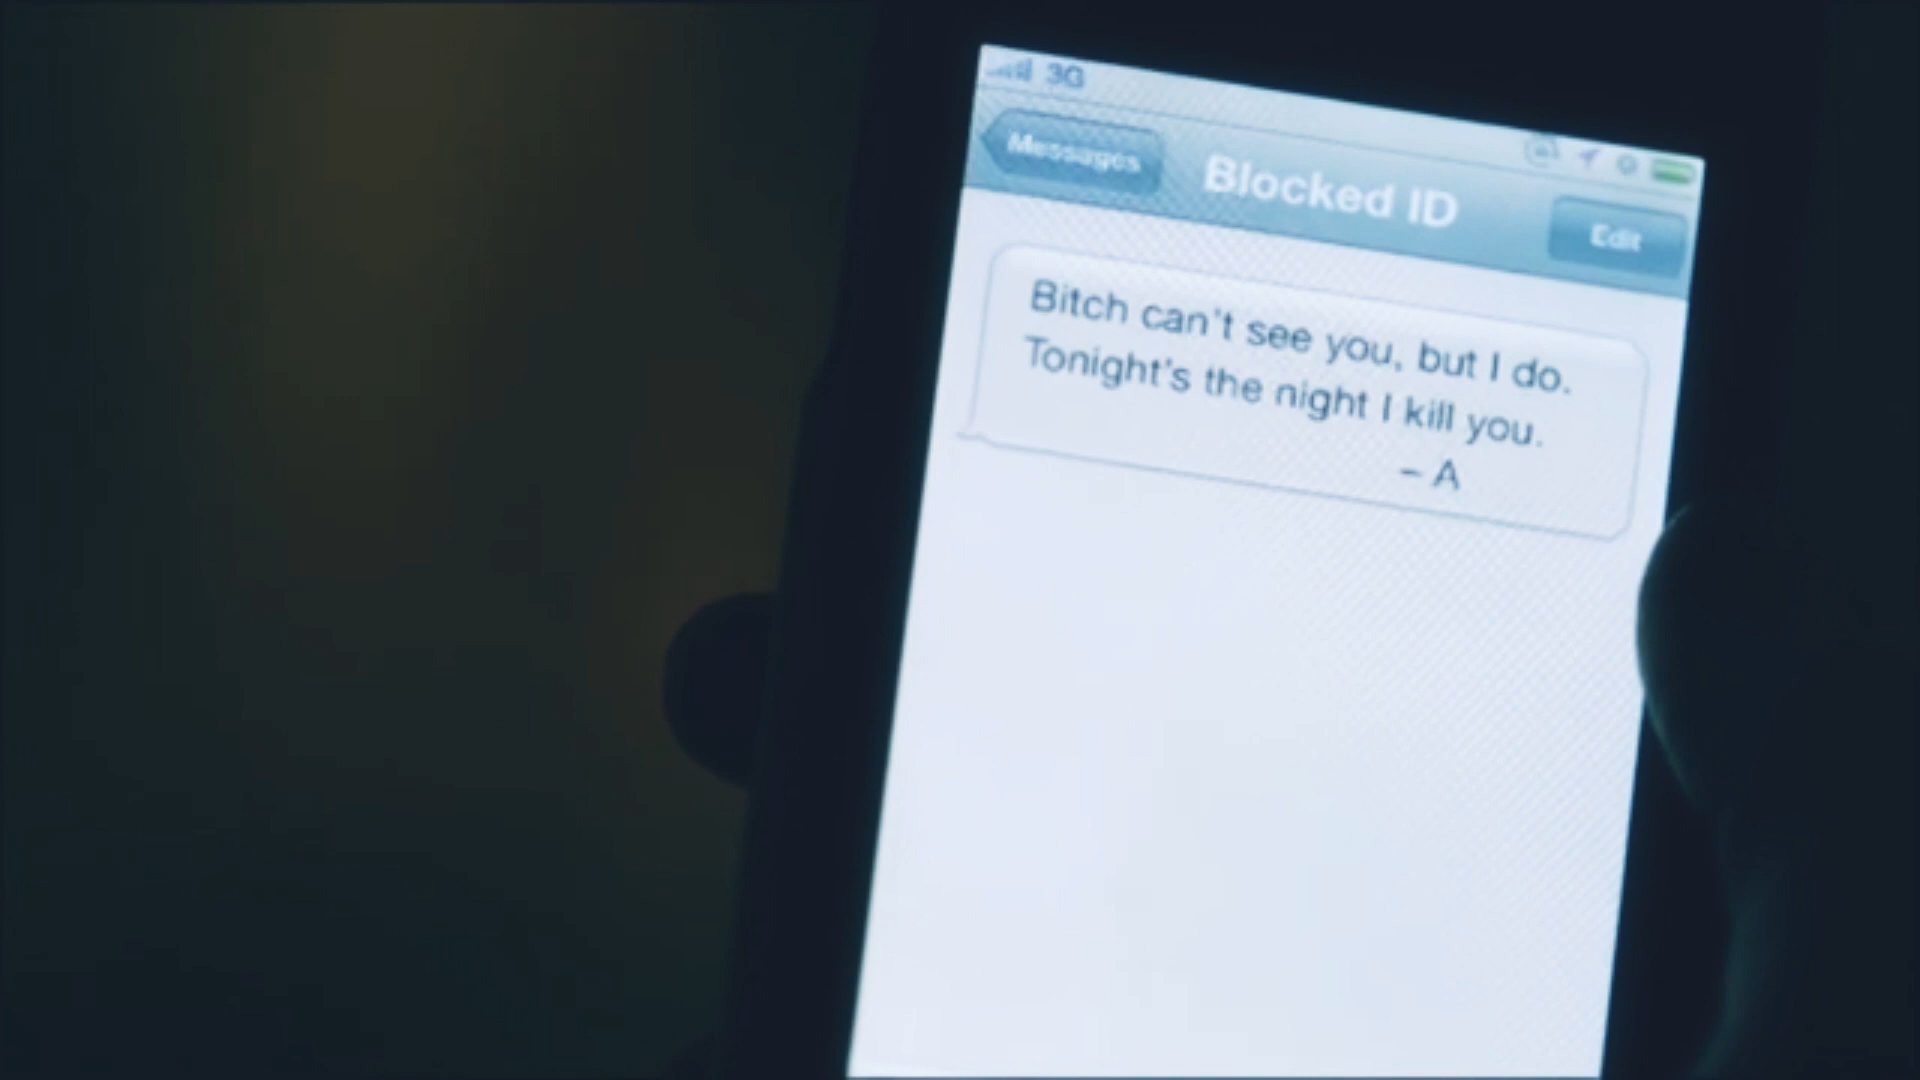 3G
Messages
Blocked ID
Edit
Bitch can't see you, but I do.
Tonight's the night I kill you.
– A